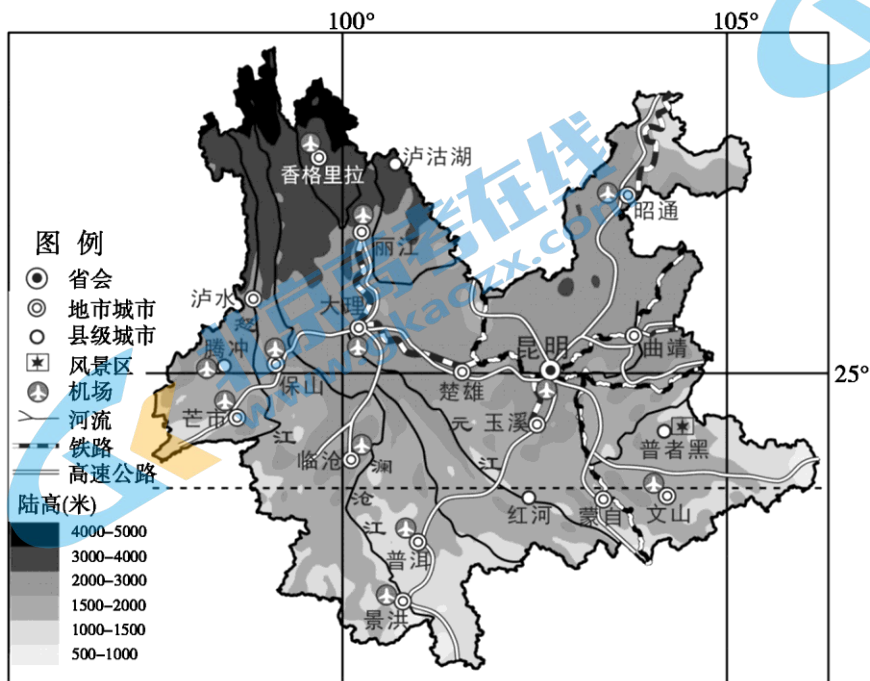 100°
105°
泸沽湖
香格里拉
昭通
丽江
图 例
省会
地市城市
县级城市
风景区
机场
河流
铁路
高速公路
陆高(米)
4000-5000
3000-4000
2000-3000
1500-2000
1000-1500
500-1000
泸水
大理
怒
江
腾冲
保山
芒市
昆明
曲靖
25°
楚雄
元
江
玉溪
普者黑
临沧
澜
沧
江
红河
蒙自
文山
普洱
景洪
北京高考在线
www.gkaozx.com